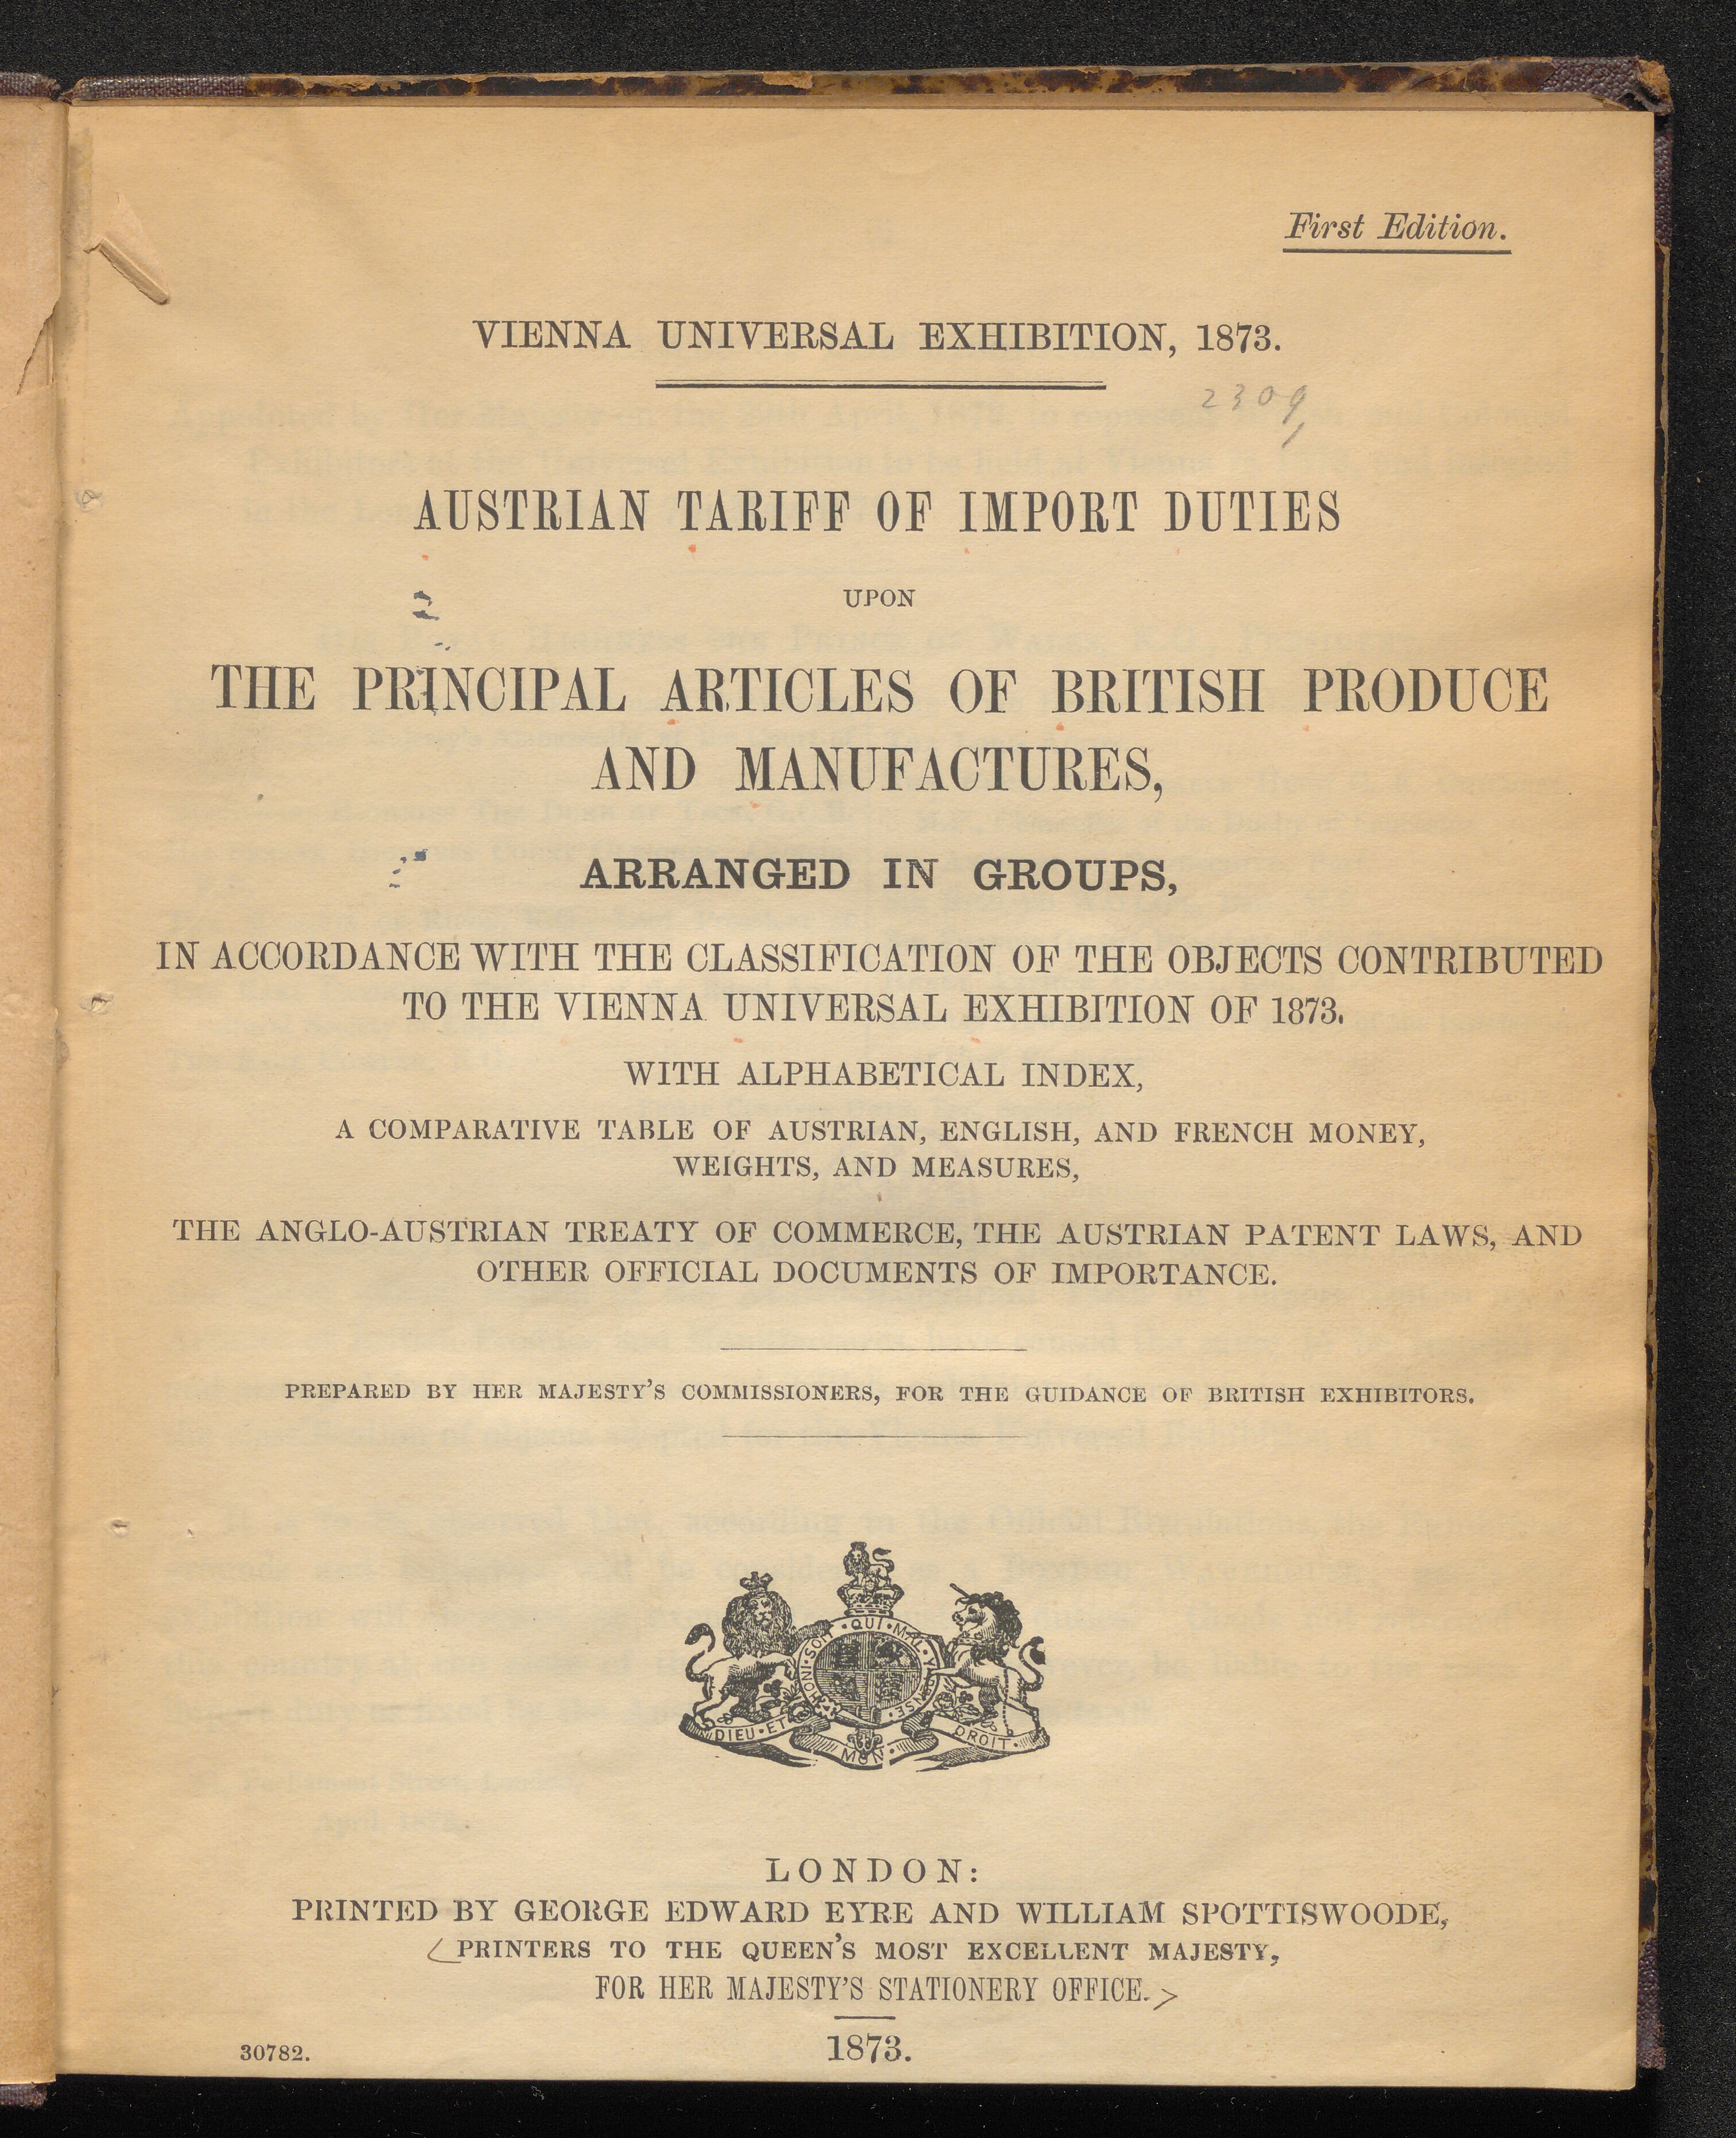 First Edition.
VIENNA UNIVERSAL EXHIBITION, 1873.
2309
AUSTRIAN TARIFF OF IMPORT DUTIES
UPON
THE PRINCIPAL ARTICLES OF BRITISH PRODUCE
AND MANUFACTURES,
ARRANGED IN GROUPS,
IN ACCORDANCE WITH THE CLASSIFICATION OF THE OBJECTS CONTRIBUTED
TO THE VIENNA UNIVERSAL EXHIBITION OF 1873.
WITH ALPHABETICAL INDEX,
A COMPARATIVE TABLE OF AUSTRIAN, ENGLISH, AND FRENCH MONEY,
WEIGHTS, AND MEASURES,
THE ANGLO-AUSTRIAN TREATY OF COMMERCE, THE AUSTRIAN PATENT LAWS, AND
OTHER OFFICIAL DOCUMENTS OF IMPORTANCE.
PREPARED BY HER MAJESTY'S COMMISSIONERS, FOR THE GUIDANCE OF BRITISH EXHIBITORS.
HONI·SOIT·QUI·MAL·Y·PENSE·
DIEU·ET·MON·DROIT·
LONDON:
PRINTED BY GEORGE EDWARD EYRE AND WILLIAM SPOTTISWOODE,
PRINTERS TO THE QUEEN'S MOST EXCELLENT MAJESTY,
FOR HER MAJESTY'S STATIONERY OFFICE.
1873.
30782.